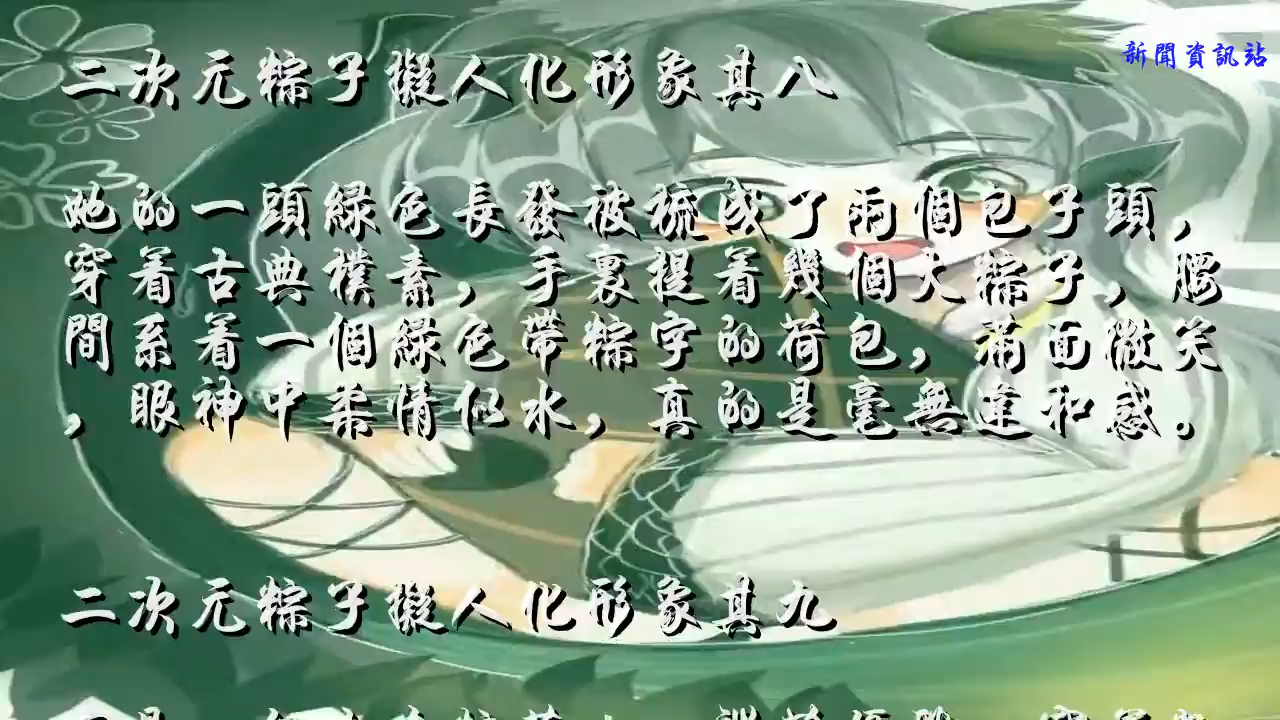 新聞資訊站
二次元粽子擬人化形象其八
她的一頭綠色長發被梳成了兩個包子頭，
穿着古典樸素，手裏提着幾個大粽子，腰
間系着一個綠色帶粽字的荷包，滿面微笑
，眼神中柔情似水，真的是毫無違和感。
二次元粽子擬人化形象其九